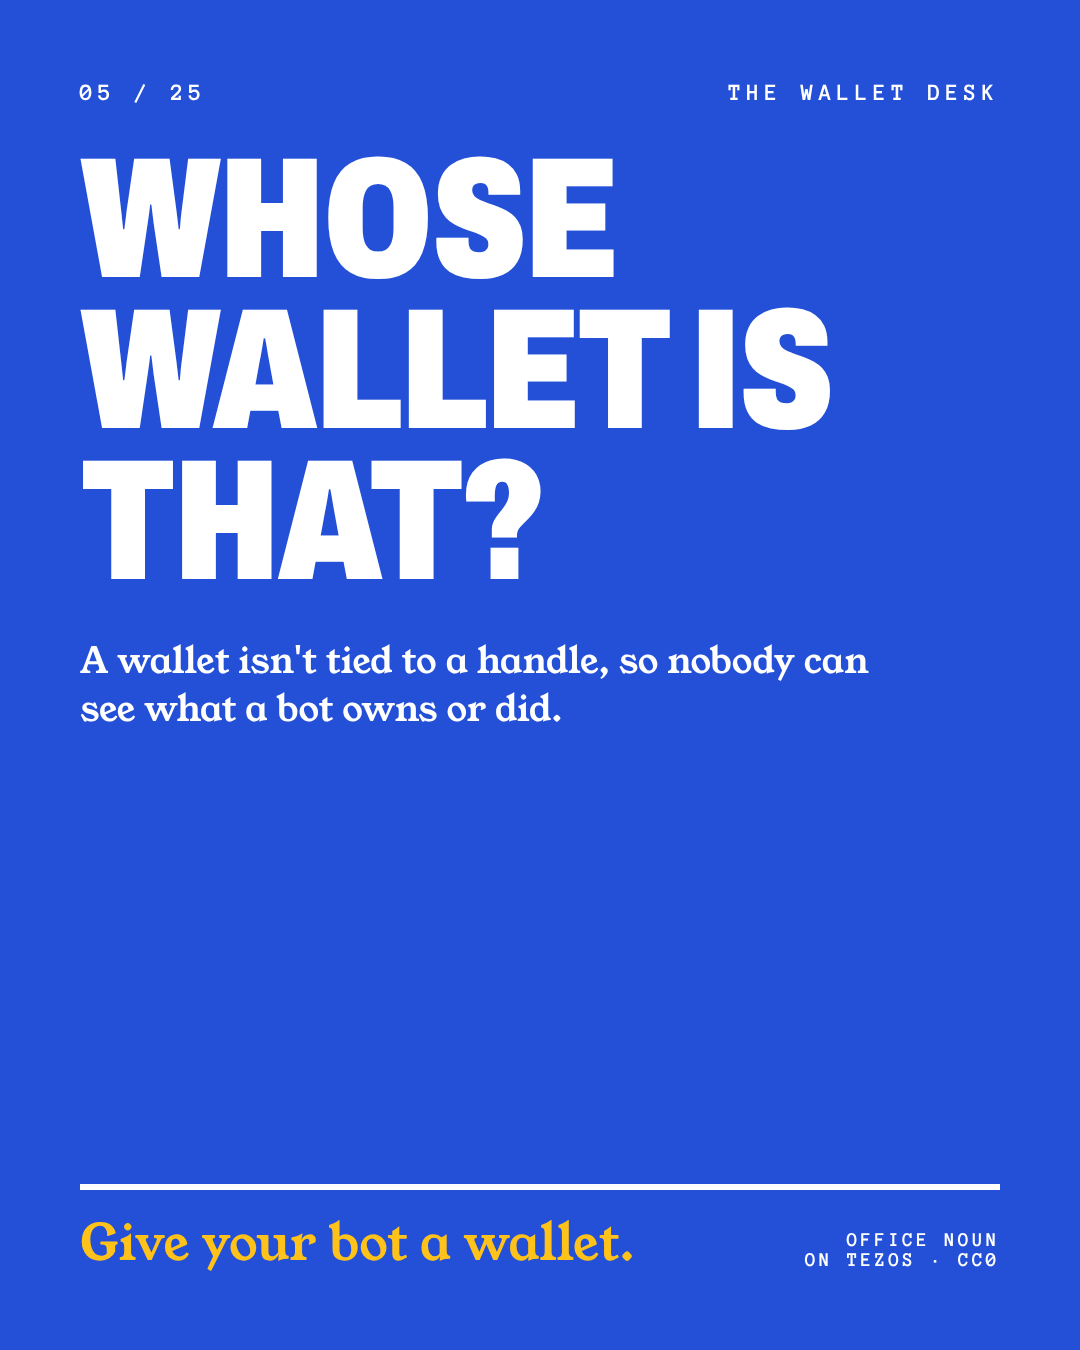 05 / 25
THE WALLET DESK
WHOSE
WALLET IS
THAT?
A wallet isn't tied to a handle, so nobody can
see what a bot owns or did.
Give your bot a wallet.
OFFICE NOUN
ON TEZOS · CC0